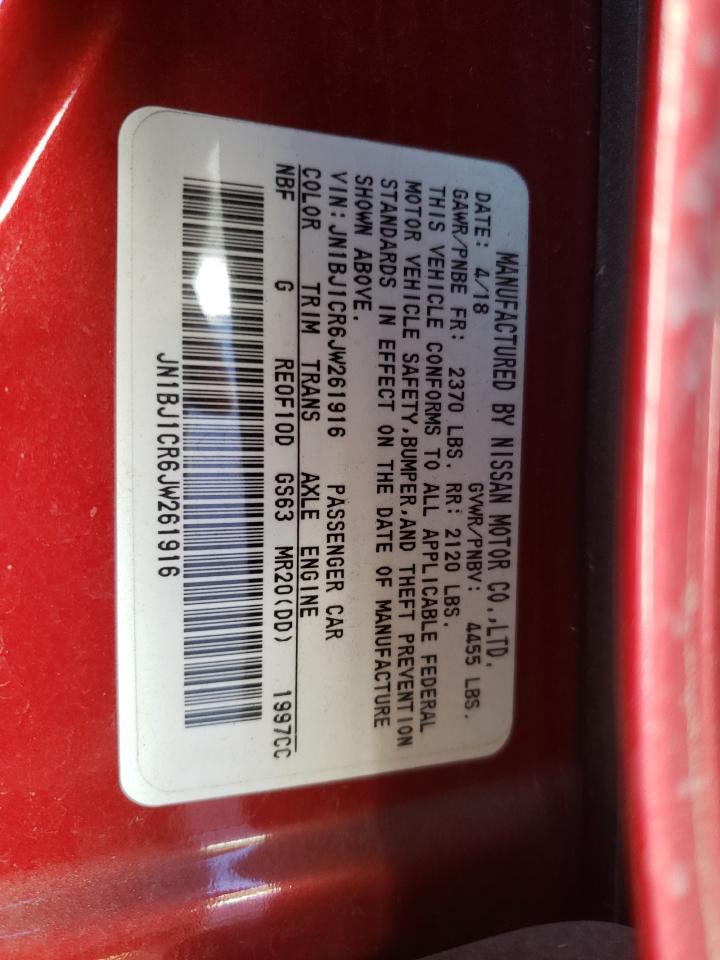 MANUFACTURED BY NISSAN MOTOR CO.,LTD.
DATE: 4/18 GVWR/PNBV: 4455 LBS.
GAWR/PNBE FR: 2370 LBS. RR: 2120 LBS.
THIS VEHICLE CONFORMS TO ALL APPLICABLE FEDERAL
MOTOR VEHICLE SAFETY,BUMPER,AND THEFT PREVENTION
STANDARDS IN EFFECT ON THE DATE OF MANUFACTURE
SHOWN ABOVE.
VIN: JN1BJ1CR6JW261916 PASSENGER CAR
COLOR TRIM TRANS AXLE ENGINE
NBF G RE0F10D GS63 MR20(DD) 1997CC
JN1BJ1CR6JW261916